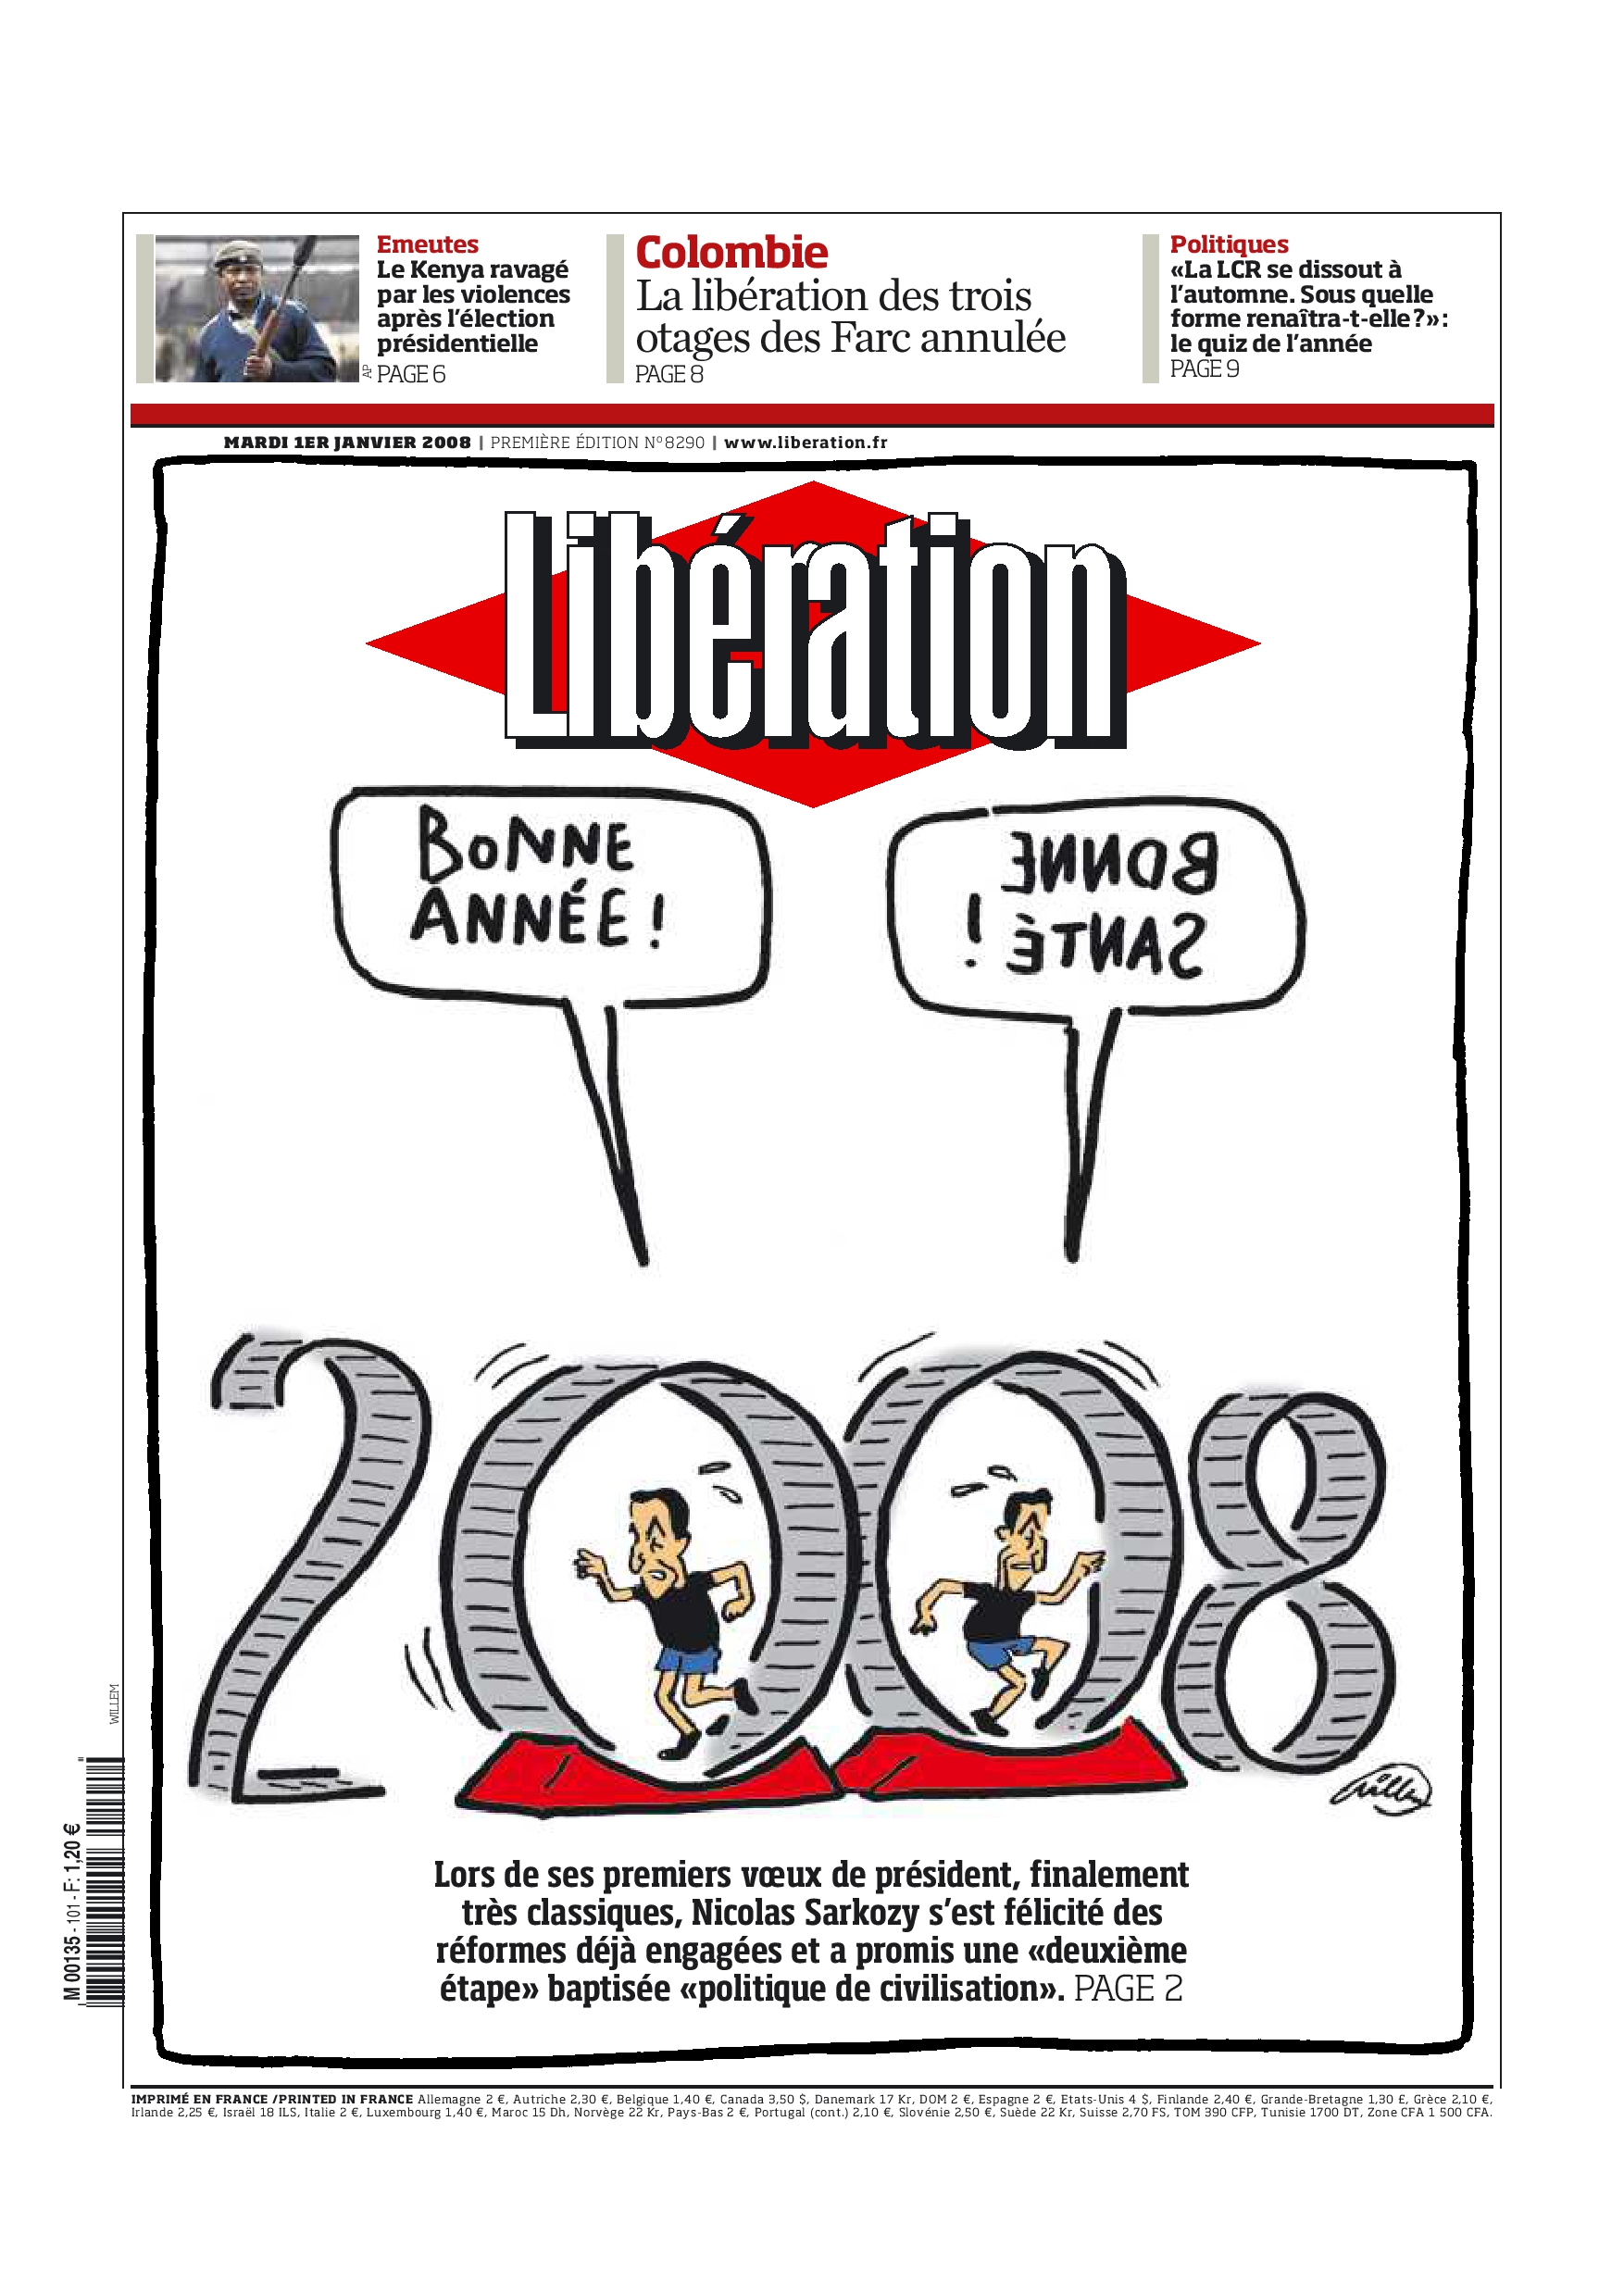 Emeutes
Le Kenya ravagé
par les violences
après l'élection
présidentielle
PAGE 6
AP
Colombie
La libération des trois
otages des Farc annulée
PAGE 8
Politiques
«La LCR se dissout à
l'automne. Sous quelle
forme renaîtra-t-elle?»:
le quiz de l'année
PAGE 9
MARDI 1ER JANVIER 2008 | PREMIÈRE ÉDITION Nº8290 | www.liberation.fr
Libération
BONNE
ANNÉE !
BONNE
SANTÉ !
2008
Willem
WILLEM
M 00135 - 101 - F: 1,20 €
Lors de ses premiers vœux de président, finalement
très classiques, Nicolas Sarkozy s'est félicité des
réformes déjà engagées et a promis une «deuxième
étape» baptisée «politique de civilisation». PAGE 2
IMPRIMÉ EN FRANCE /PRINTED IN FRANCE Allemagne 2 €, Autriche 2,30 €, Belgique 1,40 €, Canada 3,50 $, Danemark 17 Kr, DOM 2 €, Espagne 2 €, Etats-Unis 4 $, Finlande 2,40 €, Grande-Bretagne 1,30 £, Grèce 2,10 €,
Irlande 2,25 €, Israël 18 ILS, Italie 2 €, Luxembourg 1,40 €, Maroc 15 Dh, Norvège 22 Kr, Pays-Bas 2 €, Portugal (cont.) 2,10 €, Slovénie 2,50 €, Suède 22 Kr, Suisse 2,70 FS, TOM 390 CFP, Tunisie 1700 DT, Zone CFA 1 500 CFA.